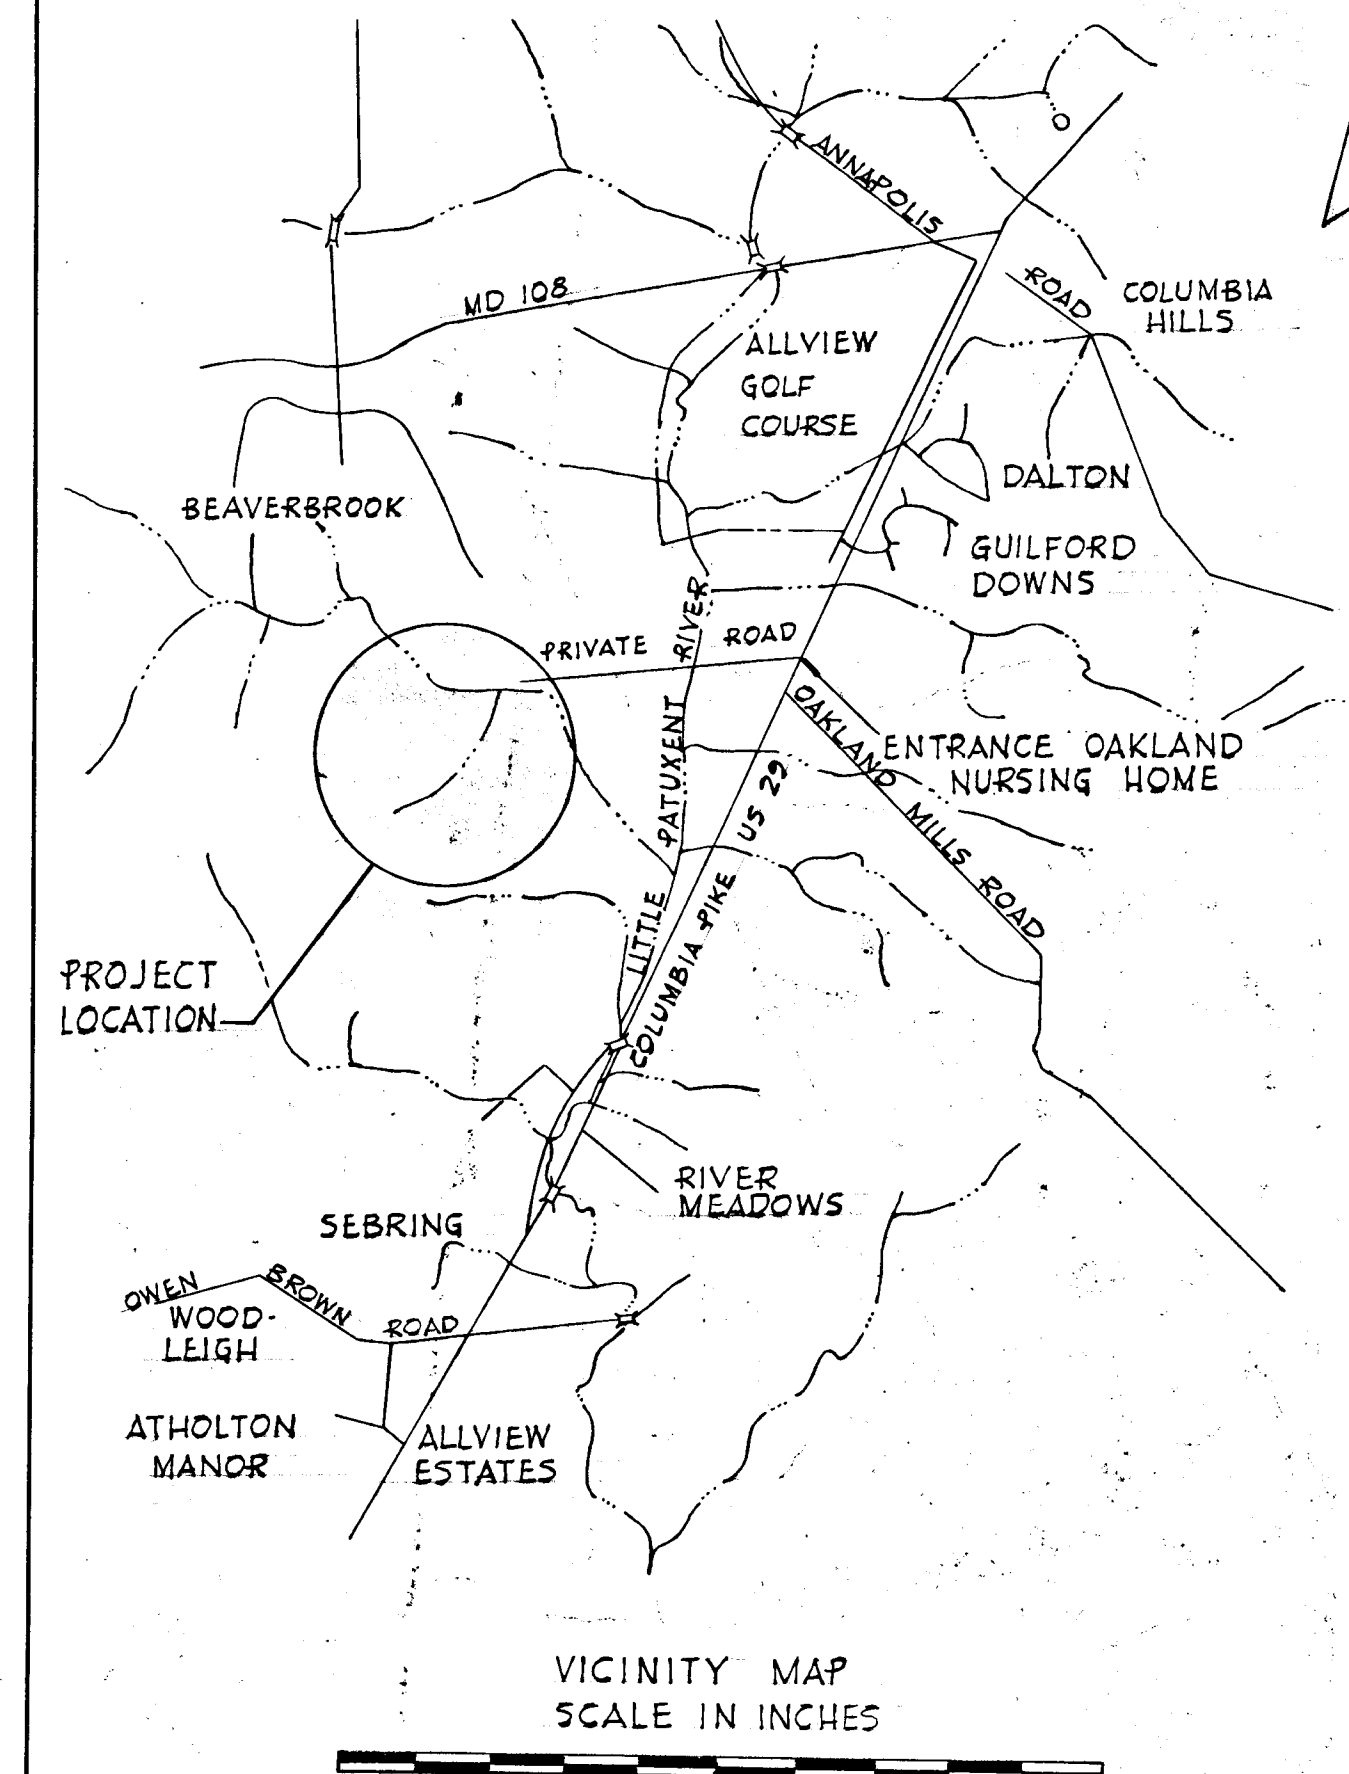 ANNAPOLIS
ROAD
COLUMBIA
HILLS
MD 108
ALLVIEW
GOLF
COURSE
DALTON
BEAVERBROOK
GUILFORD
DOWNS
PRIVATE ROAD
LITTLE PATUXENT RIVER
OAKLAND MILLS ROAD
ENTRANCE OAKLAND
NURSING HOME
COLUMBIA PIKE US 29
PROJECT
LOCATION
RIVER
MEADOWS
SEBRING
OWEN BROWN ROAD
WOOD-
LEIGH
ATHOLTON
MANOR
ALLVIEW
ESTATES
VICINITY MAP
SCALE IN INCHES